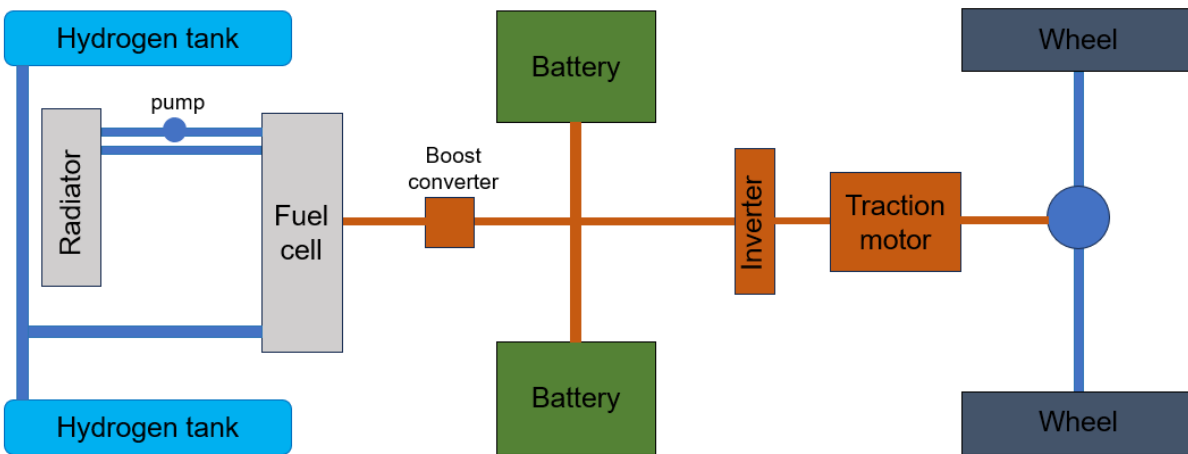 Hydrogen tank
Battery
Wheel
pump
Radiator
Fuel
cell
Boost
converter
Inverter
Traction
motor
Hydrogen tank
Battery
Wheel